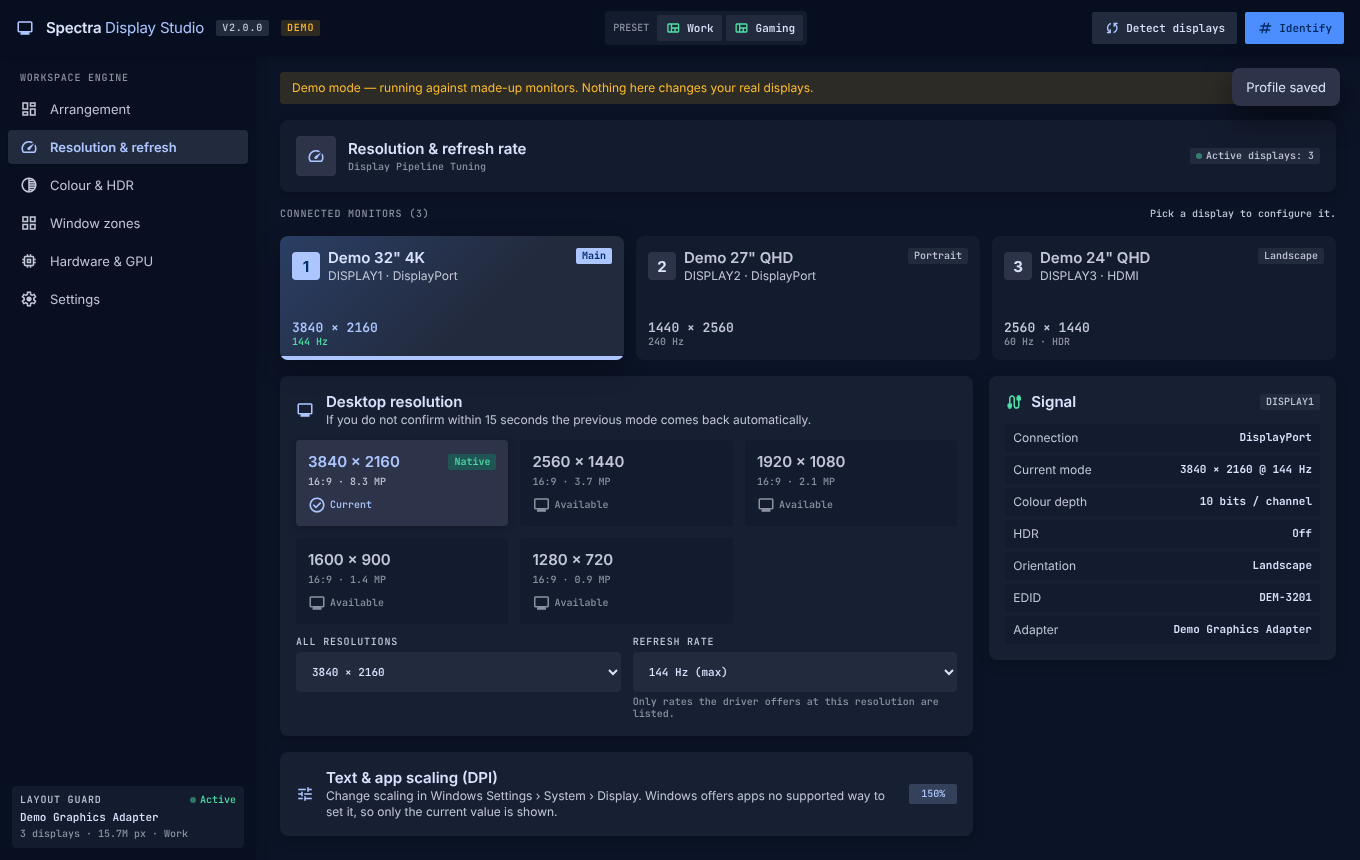 Spectra Display Studio V2.0.0 DEMO
PRESET Work Gaming
Detect displays Identify
WORKSPACE ENGINE
Arrangement
Resolution & refresh
Colour & HDR
Window zones
Hardware & GPU
Settings
LAYOUT GUARD Active
Demo Graphics Adapter
3 displays · 15.7M px · Work
Demo mode — running against made-up monitors. Nothing here changes your real displays.
Profile saved
Resolution & refresh rate
Display Pipeline Tuning
Active displays: 3
CONNECTED MONITORS (3)
Pick a display to configure it.
1 Demo 32" 4K Main
DISPLAY1 · DisplayPort
3840 × 2160
144 Hz
2 Demo 27" QHD Portrait
DISPLAY2 · DisplayPort
1440 × 2560
240 Hz
3 Demo 24" QHD Landscape
DISPLAY3 · HDMI
2560 × 1440
60 Hz · HDR
Desktop resolution
If you do not confirm within 15 seconds the previous mode comes back automatically.
3840 × 2160 Native
16:9 · 8.3 MP
Current
2560 × 1440
16:9 · 3.7 MP
Available
1920 × 1080
16:9 · 2.1 MP
Available
1600 × 900
16:9 · 1.4 MP
Available
1280 × 720
16:9 · 0.9 MP
Available
ALL RESOLUTIONS
3840 × 2160
REFRESH RATE
144 Hz (max)
Only rates the driver offers at this resolution are
listed.
Text & app scaling (DPI)
Change scaling in Windows Settings › System › Display. Windows offers apps no supported way to
set it, so only the current value is shown.
150%
Signal DISPLAY1
Connection DisplayPort
Current mode 3840 × 2160 @ 144 Hz
Colour depth 10 bits / channel
HDR Off
Orientation Landscape
EDID DEM-3201
Adapter Demo Graphics Adapter